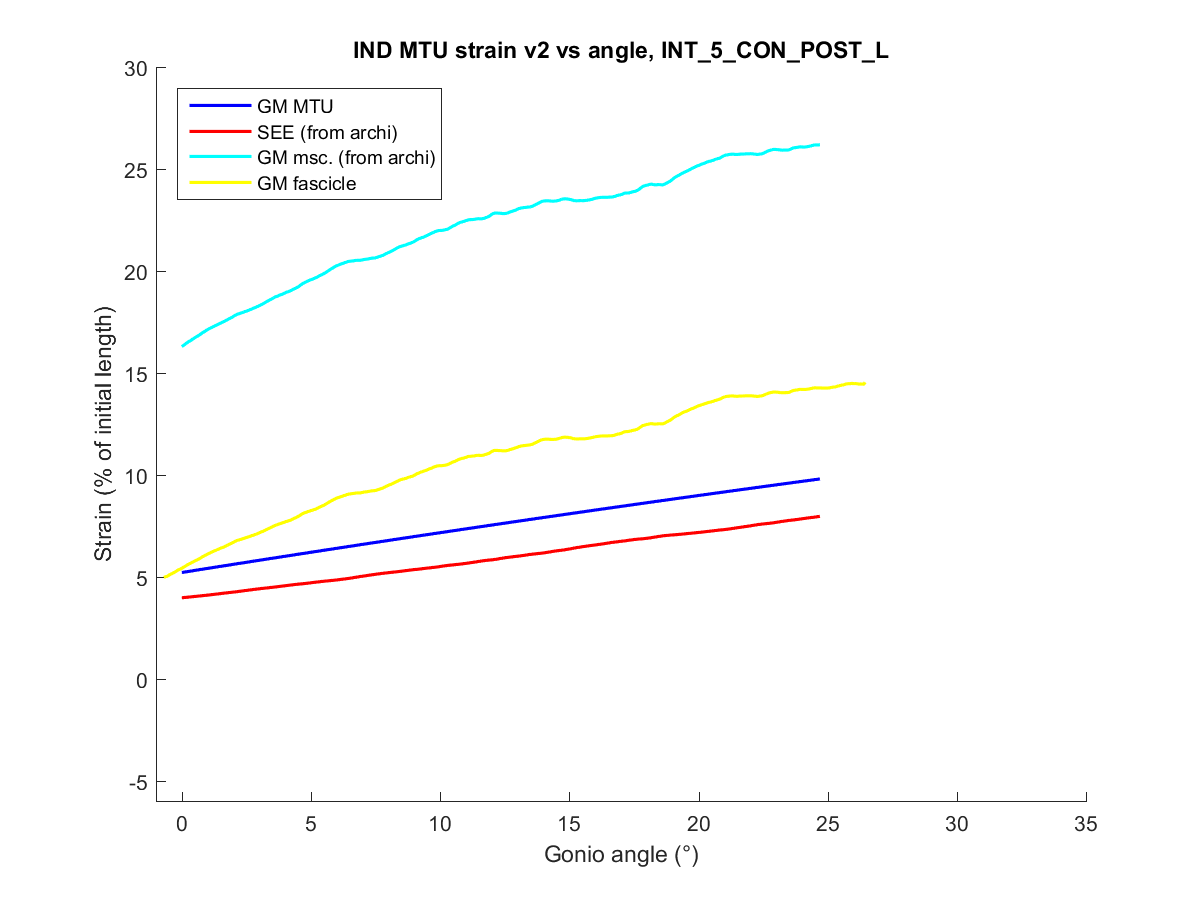 IND MTU strain v2 vs angle, INT_5_CON_POST_L
30
25
20
15
10
5
0
-5
Strain (% of initial length)
GM MTU
SEE (from archi)
GM msc. (from archi)
GM fascicle
0 5 10 15 20 25 30 35
Gonio angle (°)